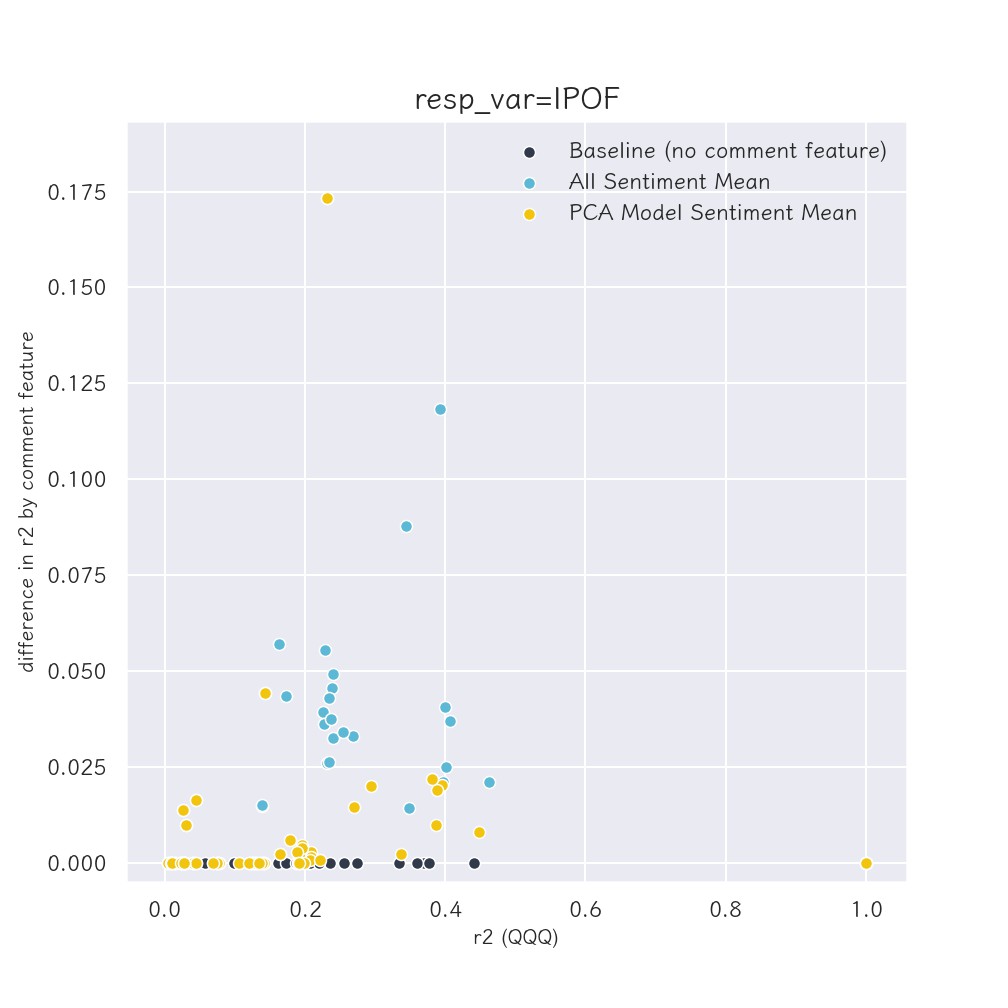 resp_var=IPOF
Baseline (no comment feature)
All Sentiment Mean
PCA Model Sentiment Mean
difference in r2 by comment feature
0.175
0.150
0.125
0.100
0.075
0.050
0.025
0.000
0.0 0.2 0.4 0.6 0.8 1.0
r2 (QQQ)